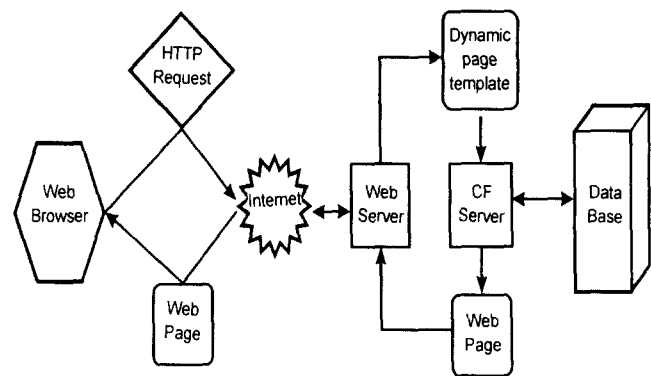 HTTP
Request
Web
Browser
Internet
Web
Page
Web
Server
Dynamic
page
template
CF
Server
Web
Page
Data
Base